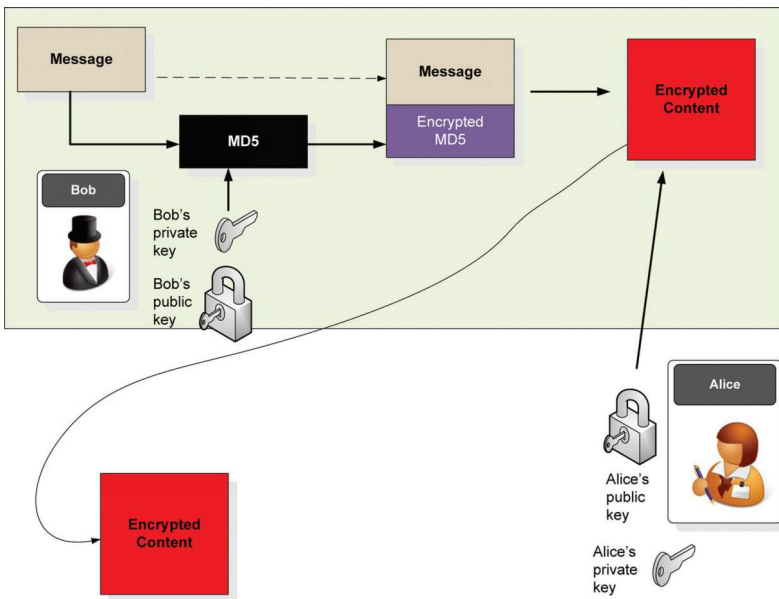 Message
Message
Encrypted
Content
Encrypted
MD5
MD5
Bob
Bob's
private
key
Bob's
public
key
Alice
Alice's
public
key
Encrypted
Content
Alice's
private
key